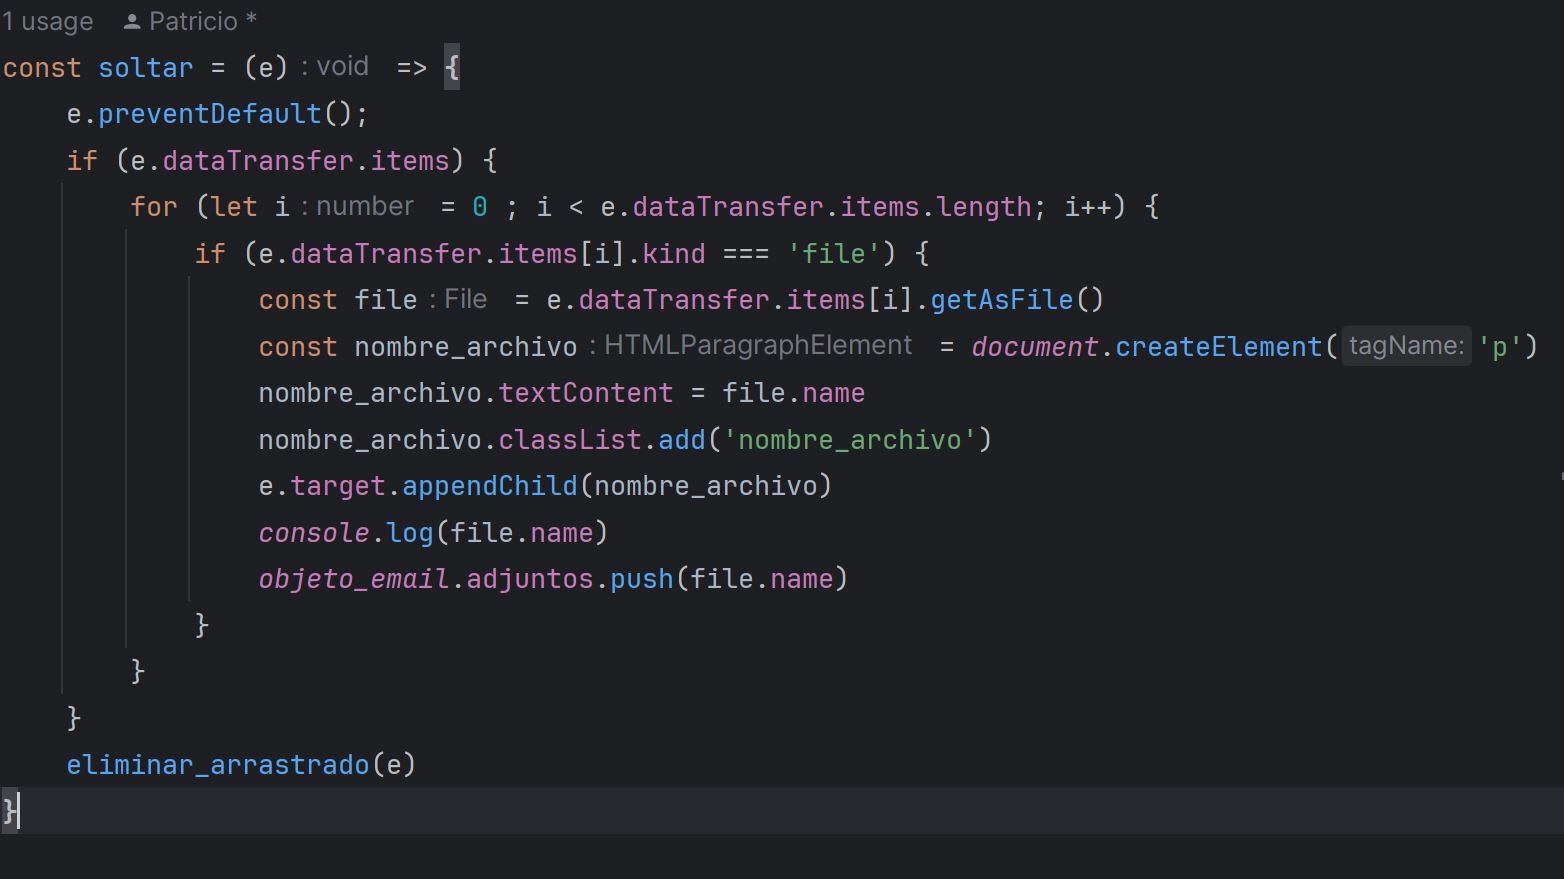 1 usage Patricio *
const soltar = (e) : void => {
    e.preventDefault();
    if (e.dataTransfer.items) {
        for (let i : number = 0 ; i < e.dataTransfer.items.length; i++) {
            if (e.dataTransfer.items[i].kind === 'file') {
                const file : File = e.dataTransfer.items[i].getAsFile()
                const nombre_archivo : HTMLParagraphElement = document.createElement( tagName: 'p')
                nombre_archivo.textContent = file.name
                nombre_archivo.classList.add('nombre_archivo')
                e.target.appendChild(nombre_archivo)
                console.log(file.name)
                objeto_email.adjuntos.push(file.name)
            }
        }
    }
    eliminar_arrastrado(e)
}